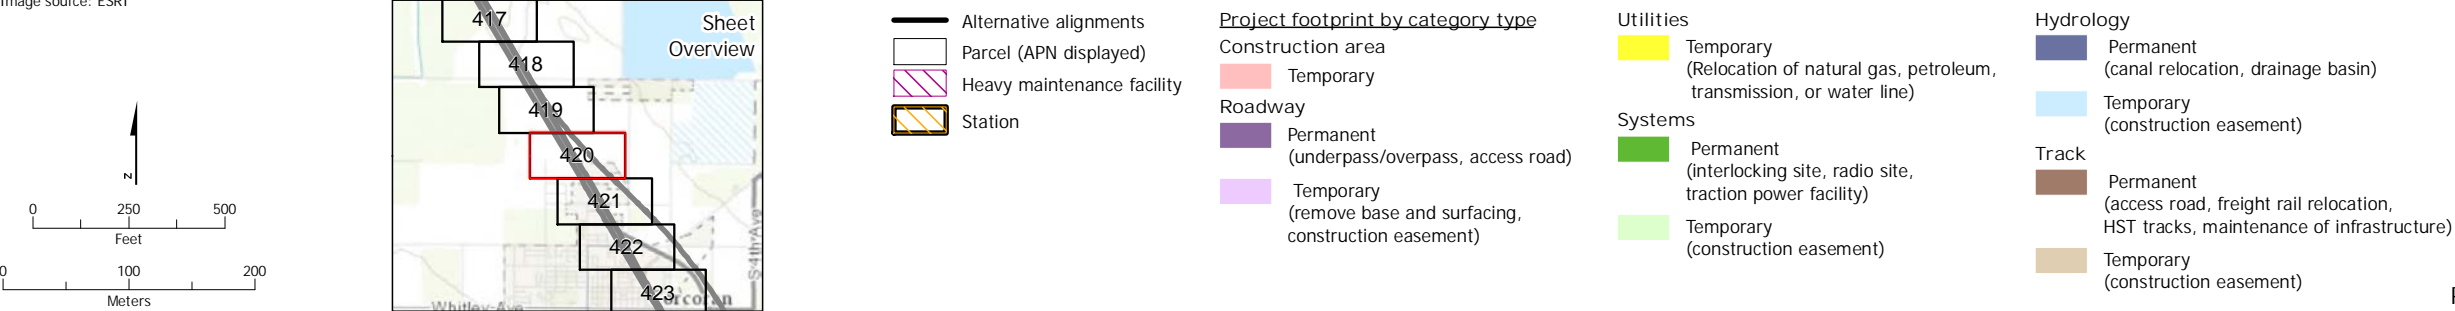 Image source: ESRI
N
0 250 500
Feet
0 100 200
Meters
Sheet
Overview
417
418
419
420
421
422
423
S 4th Ave
Whitley Ave
orcoran
Alternative alignments
Parcel (APN displayed)
Heavy maintenance facility
Station
Project footprint by category type
Construction area
Temporary
Roadway
Permanent
(underpass/overpass, access road)
Temporary
(remove base and surfacing,
construction easement)
Utilities
Temporary
(Relocation of natural gas, petroleum,
transmission, or water line)
Systems
Permanent
(interlocking site, radio site,
traction power facility)
Temporary
(construction easement)
Hydrology
Permanent
(canal relocation, drainage basin)
Temporary
(construction easement)
Track
Permanent
(access road, freight rail relocation,
HST tracks, maintenance of infrastructure)
Temporary
(construction easement)